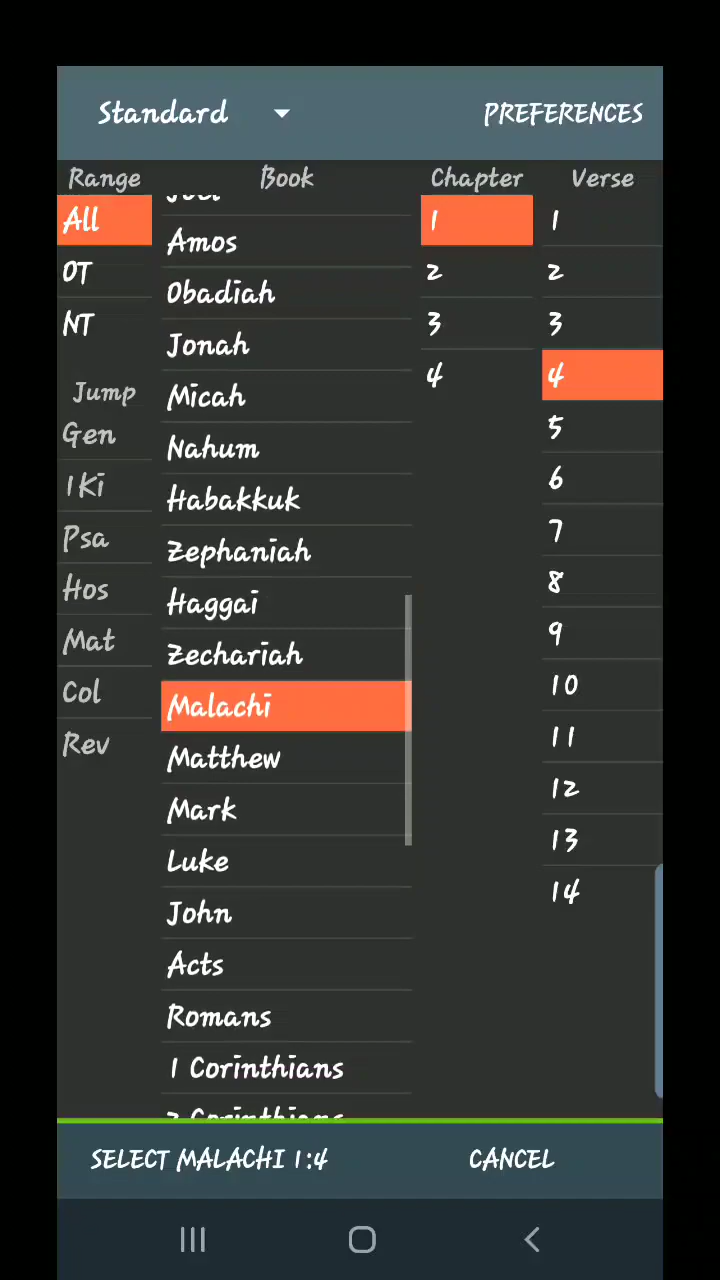 Standard PREFERENCES
Range Book Chapter Verse
All
OT
NT
Jump
Gen
1Ki
Psa
Hos
Mat
Col
Rev
Joel
Amos
Obadiah
Jonah
Micah
Nahum
Habakkuk
Zephaniah
Haggai
Zechariah
Malachi
Matthew
Mark
Luke
John
Acts
Romans
1 Corinthians
2 Corinthians
1
2
3
4
1
2
3
4
5
6
7
8
9
10
11
12
13
14
SELECT MALACHI 1:4 CANCEL